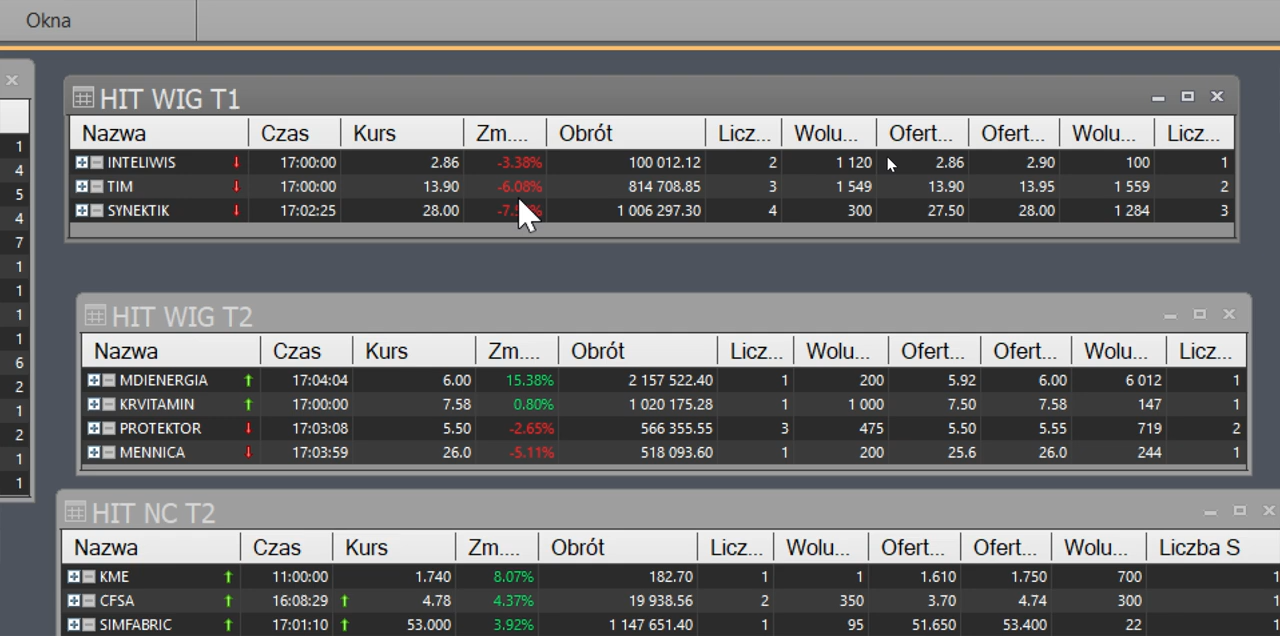 Okna
HIT WIG T1
Nazwa Czas Kurs Zm.... Obrót Licz... Wolu... Ofert... Ofert... Wolu... Licz...
INTELIWIS 17:00:00 2.86 -3.38% 100 012.12 2 1 120 2.86 2.90 100 1
TIM 17:00:00 13.90 -6.08% 814 708.85 3 1 549 13.90 13.95 1 559 2
SYNEKTIK 17:02:25 28.00 1 006 297.30 4 300 27.50 28.00 1 284 3
1
4
5
4
7
1
1
1
1
6
2
1
2
1
1
HIT WIG T2
Nazwa Czas Kurs Zm.... Obrót Licz... Wolu... Ofert... Ofert... Wolu... Licz...
MDIENERGIA 17:04:04 6.00 15.38% 2 157 522.40 1 200 5.92 6.00 6 012 1
KRVITAMIN 17:00:00 7.58 0.80% 1 020 175.28 1 1 000 7.50 7.58 147 1
PROTEKTOR 17:03:08 5.50 -2.65% 566 355.55 3 475 5.50 5.55 719 2
MENNICA 17:03:59 26.0 -5.11% 518 093.60 1 200 25.6 26.0 244 1
HIT NC T2
Nazwa Czas Kurs Zm.... Obrót Licz... Wolu... Ofert... Ofert... Wolu... Liczba S
KME 11:00:00 1.740 8.07% 182.70 1 1 1.610 1.750 700 1
CFSA 16:08:29 4.78 4.37% 19 938.56 2 350 3.70 4.74 300 1
SIMFABRIC 17:01:10 53.000 3.92% 1 147 651.40 1 95 51.650 53.400 22 1